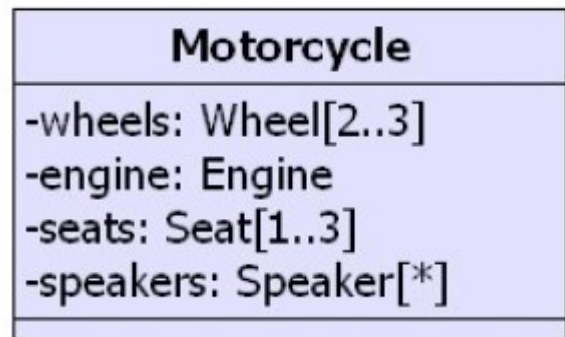 Motorcycle
-wheels: Wheel[2..3]
-engine: Engine
-seats: Seat[1..3]
-speakers: Speaker[*]